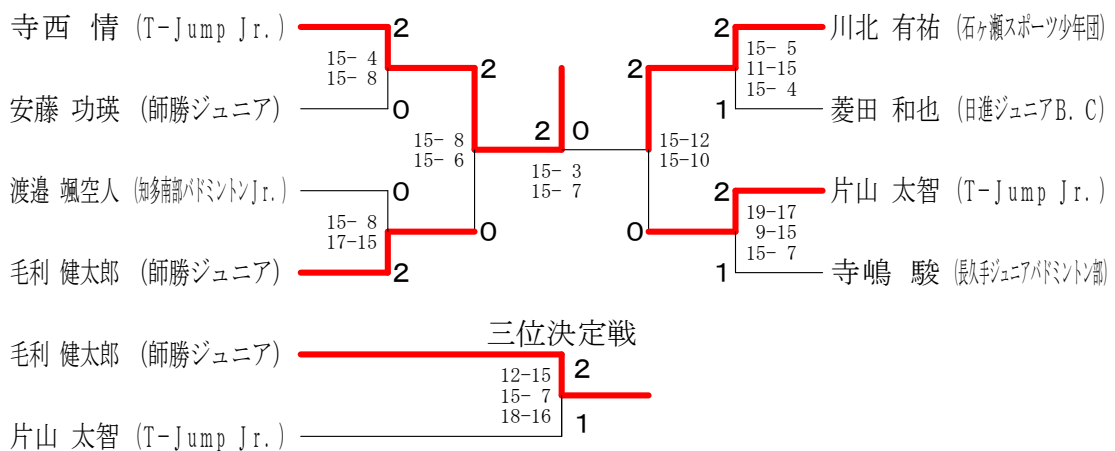 寺西 情 (T-Jump Jr.)
2
15- 4
15- 8
2
安藤 功瑛 (師勝ジュニア)
0
15- 8
15- 6
渡邉 颯空人 (知多南部バドミントンJr.)
0
15- 8
17-15
0
毛利 健太郎 (師勝ジュニア)
2
2 0
15- 3
15- 7
2 川北 有祐 (石ヶ瀬スポーツ少年団)
15- 5
11-15
15- 4
2
1 菱田 和也 (日進ジュニアB.C)
15-12
15-10
2 片山 太智 (T-Jump Jr.)
19-17
9-15
15- 7
0
1 寺嶋 駿 (長久手ジュニアバドミントン部)
三位決定戦
毛利 健太郎 (師勝ジュニア)
2
12-15
15- 7
18-16
1
片山 太智 (T-Jump Jr.)